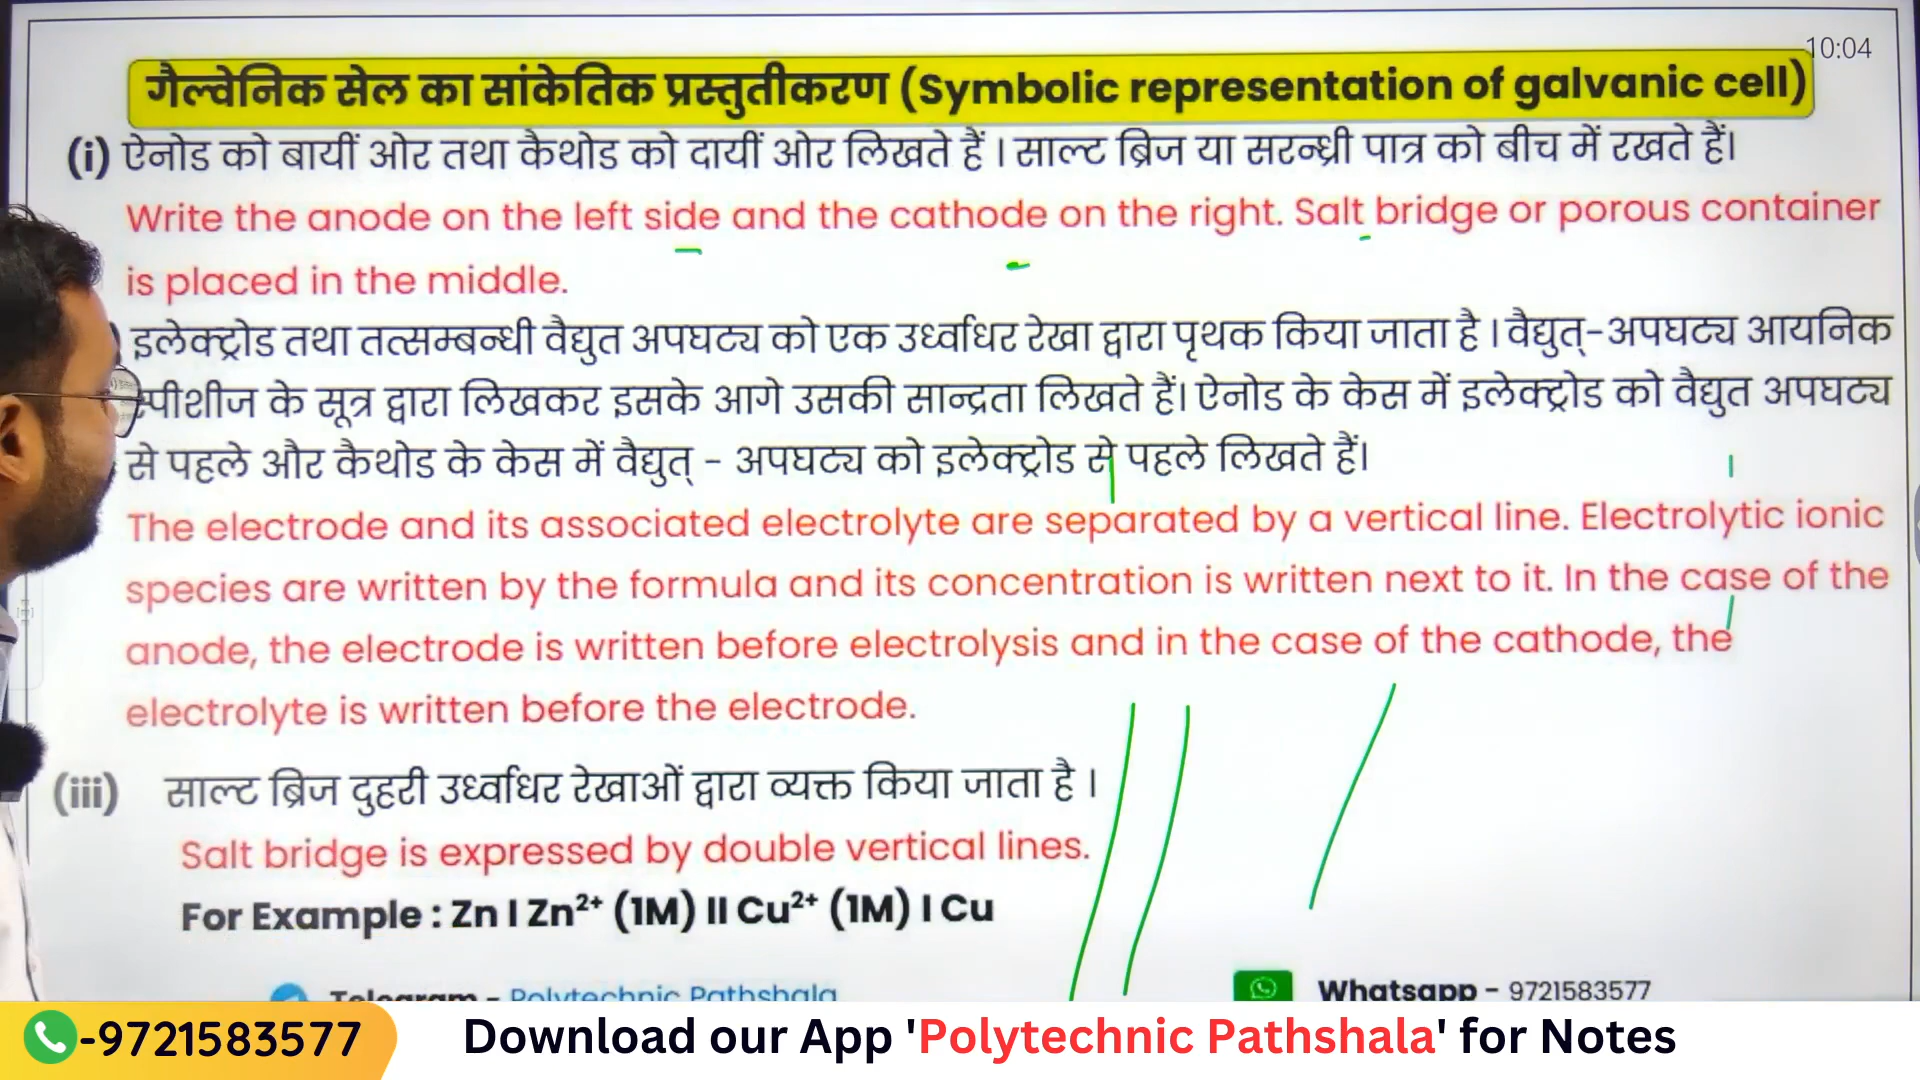 10:04
गैल्वेनिक सेल का सांकेतिक प्रस्तुतीकरण (Symbolic representation of galvanic cell)
(i) ऐनोड को बायीं ओर तथा कैथोड को दायीं ओर लिखते हैं । साल्ट ब्रिज या सरन्ध्री पात्र को बीच में रखते हैं।
Write the anode on the left side and the cathode on the right. Salt bridge or porous container
is placed in the middle.
इलेक्ट्रोड तथा तत्सम्बन्धी वैद्युत अपघट्य को एक उर्ध्वाधर रेखा द्वारा पृथक किया जाता है । वैद्युत्-अपघट्य आयनिक
स्पीशीज के सूत्र द्वारा लिखकर इसके आगे उसकी सान्द्रता लिखते हैं। ऐनोड के केस में इलेक्ट्रोड को वैद्युत अपघट्य
से पहले और कैथोड के केस में वैद्युत् - अपघट्य को इलेक्ट्रोड से पहले लिखते हैं।
The electrode and its associated electrolyte are separated by a vertical line. Electrolytic ionic
species are written by the formula and its concentration is written next to it. In the case of the
anode, the electrode is written before electrolysis and in the case of the cathode, the
electrolyte is written before the electrode.
(iii) साल्ट ब्रिज दुहरी उर्ध्वाधर रेखाओं द्वारा व्यक्त किया जाता है ।
Salt bridge is expressed by double vertical lines.
For Example : Zn I Zn²⁺ (1M) II Cu²⁺ (1M) I Cu
Telegram - Polytechnic Pathshala Whatsapp - 9721583577
-9721583577 Download our App 'Polytechnic Pathshala' for Notes